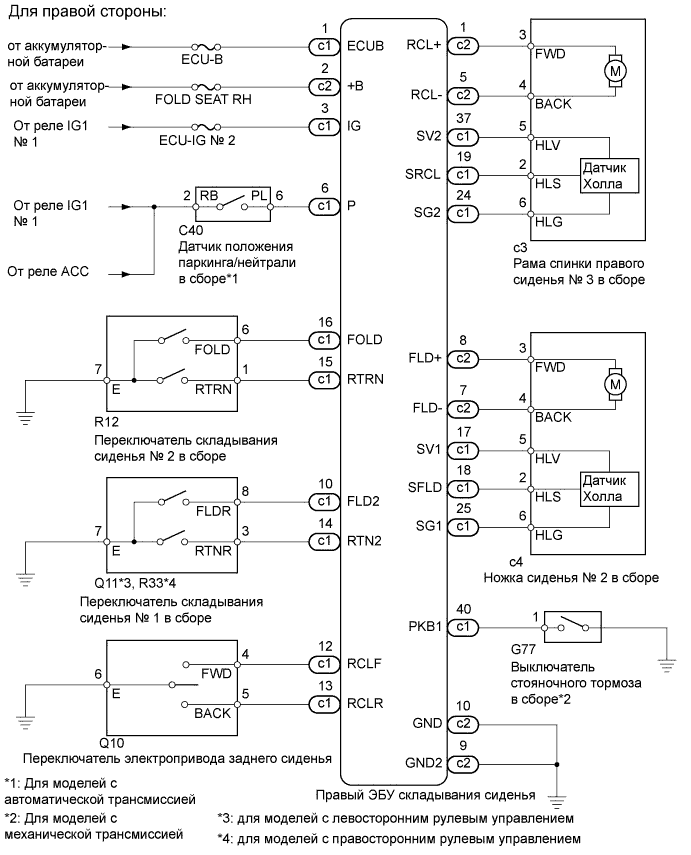 Для правой стороны:
от аккумулятор-
ной батареи
ECU-B
1
c1
ECUB
от аккумулятор-
ной батареи
FOLD SEAT RH
2
c2
+B
От реле IG1
№ 1
ECU-IG № 2
3
c1
IG
От реле IG1
№ 1
2
RB
PL
6
6
c1
P
C40
Датчик положения
паркинга/нейтрали
в сборе*1
От реле ACC
7
E
FOLD
6
16
c1
FOLD
RTRN
1
15
c1
RTRN
R12
Переключатель складывания
сиденья № 2 в сборе
7
E
FLDR
8
10
c1
FLD2
RTNR
3
14
c1
RTN2
Q11*3, R33*4
Переключатель складывания
сиденья № 1 в сборе
6
E
FWD
4
12
c1
RCLF
BACK
5
13
c1
RCLR
Q10
Переключатель электропривода заднего сиденья
RCL+
1
c2
3
FWD
M
RCL-
5
c2
4
BACK
SV2
37
c1
5
HLV
SRCL
19
c1
2
HLS
Датчик
Холла
SG2
24
c1
6
HLG
c3
Рама спинки правого
сиденья № 3 в сборе
FLD+
8
c2
3
FWD
M
FLD-
7
c2
4
BACK
SV1
17
c1
5
HLV
SFLD
18
c1
2
HLS
Датчик
Холла
SG1
25
c1
6
HLG
c4
Ножка сиденья № 2 в сборе
PKB1
40
c1
1
G77
Выключатель
стояночного тормоза
в сборе*2
GND
10
c2
GND2
9
c2
Правый ЭБУ складывания сиденья
*1: Для моделей с
автоматической трансмиссией
*2: Для моделей с
механической трансмиссией
*3: для моделей с левосторонним рулевым управлением
*4: для моделей с правосторонним рулевым управлением